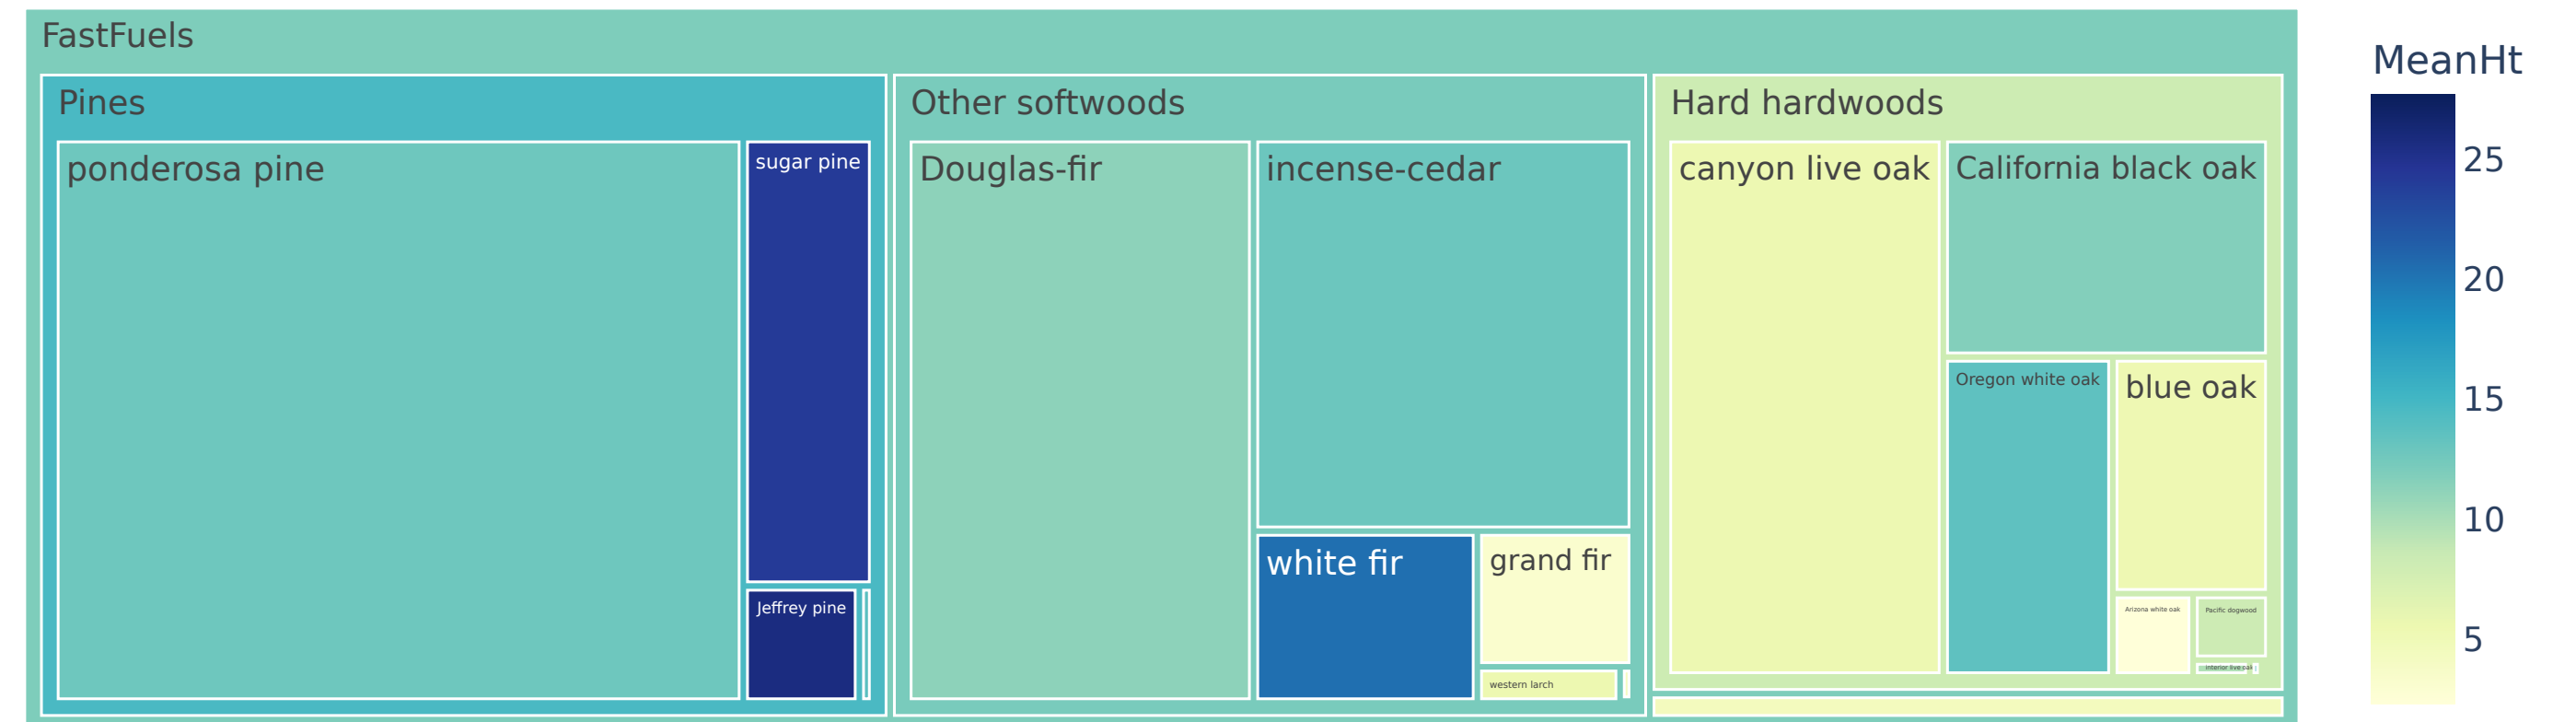 FastFuels
Pines
ponderosa pine
sugar pine
Jeffrey pine
Other softwoods
Douglas-fir
incense-cedar
white fir
grand fir
western larch
Hard hardwoods
canyon live oak
California black oak
Oregon white oak
blue oak
Arizona white oak
Pacific dogwood
interior live oak
MeanHt
25
20
15
10
5